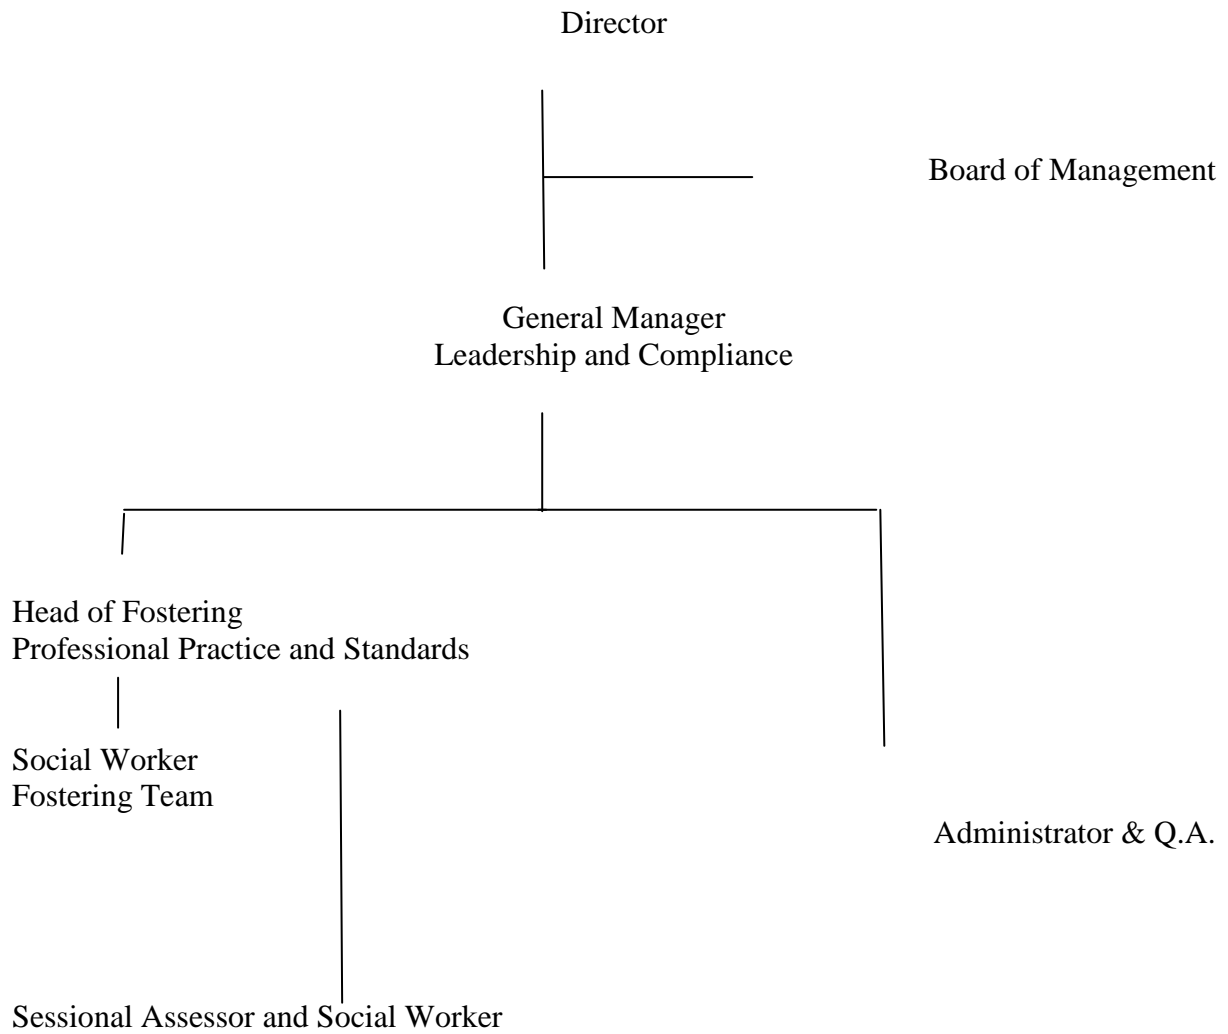 Director
Board of Management
General Manager
Leadership and Compliance
Head of Fostering
Professional Practice and Standards
Social Worker
Fostering Team
Administrator & Q.A.
Sessional Assessor and Social Worker